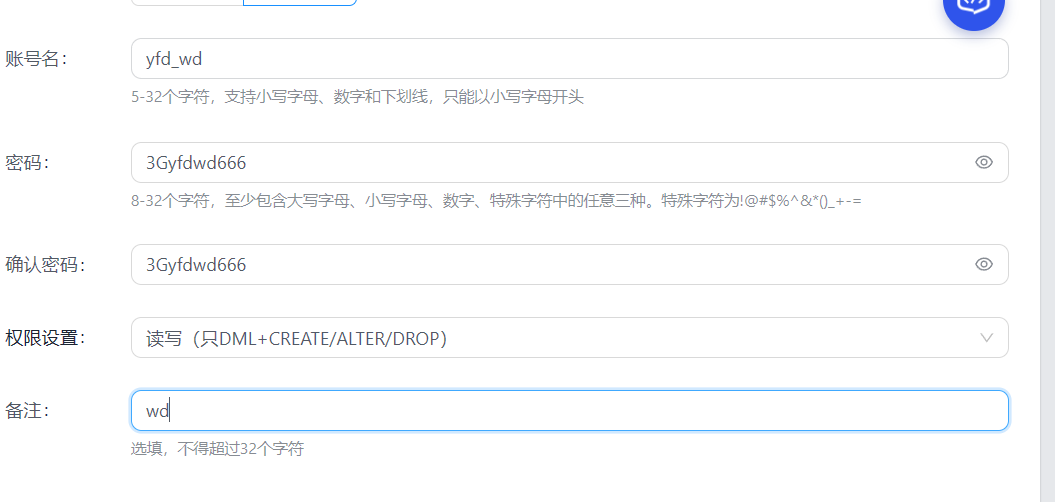 账号名：
yfd_wd
5-32个字符，支持小写字母、数字和下划线，只能以小写字母开头
密码：
3Gyfdwd666
8-32个字符，至少包含大写字母、小写字母、数字、特殊字符中的任意三种。特殊字符为!@#$%^&*()_+-=
确认密码：
3Gyfdwd666
权限设置：
读写（只DML+CREATE/ALTER/DROP）
备注：
wd
选填，不得超过32个字符